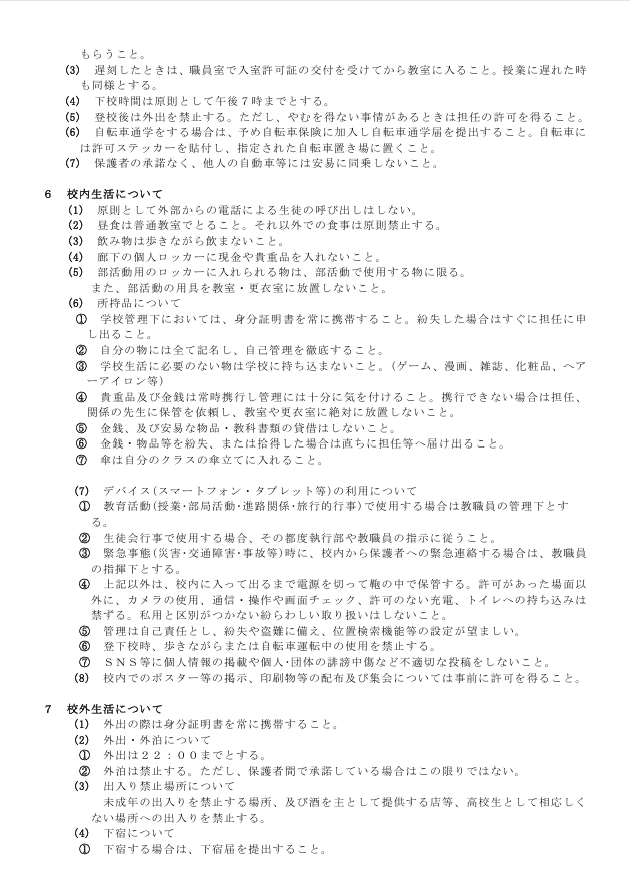 もらうこと。
(3) 遅刻したときは、職員室で入室許可証の交付を受けてから教室に入ること。授業に遅れた時
も同様とする。
(4) 下校時間は原則として午後７時までとする。
(5) 登校後は外出を禁止する。ただし、やむを得ない事情があるときは担任の許可を得ること。
(6) 自転車通学をする場合は、予め自転車保険に加入し自転車通学届を提出すること。自転車に
は許可ステッカーを貼付し、指定された自転車置き場に置くこと。
(7) 保護者の承諾なく、他人の自動車等には安易に同乗しないこと。
６ 校内生活について
(1) 原則として外部からの電話による生徒の呼び出しはしない。
(2) 昼食は普通教室でとること。それ以外での食事は原則禁止する。
(3) 飲み物は歩きながら飲まないこと。
(4) 廊下の個人ロッカーに現金や貴重品を入れないこと。
(5) 部活動用のロッカーに入れられる物は、部活動で使用する物に限る。
また、部活動の用具を教室・更衣室に放置しないこと。
(6) 所持品について
① 学校管理下においては、身分証明書を常に携帯すること。紛失した場合はすぐに担任に申
し出ること。
② 自分の物には全て記名し、自己管理を徹底すること。
③ 学校生活に必要のない物は学校に持ち込まないこと。(ゲーム、漫画、雑誌、化粧品、ヘア
ーアイロン等)
④ 貴重品及び金銭は常時携行し管理には十分に気を付けること。携行できない場合は担任、
関係の先生に保管を依頼し、教室や更衣室に絶対に放置しないこと。
⑤ 金銭、及び安易な物品・教科書類の貸借はしないこと。
⑥ 金銭・物品等を紛失、または拾得した場合は直ちに担任等へ届け出ること。
⑦ 傘は自分のクラスの傘立てに入れること。
(7) デバイス(スマートフォン・タブレット等)の利用について
① 教育活動(授業・部局活動・進路関係・旅行的行事)で使用する場合は教職員の管理下とす
る。
② 生徒会行事で使用する場合、その都度執行部や教職員の指示に従うこと。
③ 緊急事態(災害・交通障害・事故等)時に、校内から保護者への緊急連絡する場合は、教職員
の指揮下とする。
④ 上記以外は、校内に入って出るまで電源を切って鞄の中で保管する。許可があった場面以
外に、カメラの使用、通信・操作や画面チェック、許可のない充電、トイレへの持ち込みは
禁ずる。私用と区別がつかない紛らわしい取り扱いはしないこと。
⑤ 管理は自己責任とし、紛失や盗難に備え、位置検索機能等の設定が望ましい。
⑥ 登下校時、歩きながらまたは自転車運転中の使用を禁止する。
⑦ ＳＮＳ等に個人情報の掲載や個人・団体の誹謗中傷など不適切な投稿をしないこと。
(8) 校内でのポスター等の掲示、印刷物等の配布及び集会については事前に許可を得ること。
７ 校外生活について
(1) 外出の際は身分証明書を常に携帯すること。
(2) 外出・外泊について
① 外出は２２：００までとする。
② 外泊は禁止する。ただし、保護者間で承諾している場合はこの限りではない。
(3) 出入り禁止場所について
未成年の出入りを禁止する場所、及び酒を主として提供する店等、高校生として相応しく
ない場所への出入りを禁止する。
(4) 下宿について
① 下宿する場合は、下宿届を提出すること。